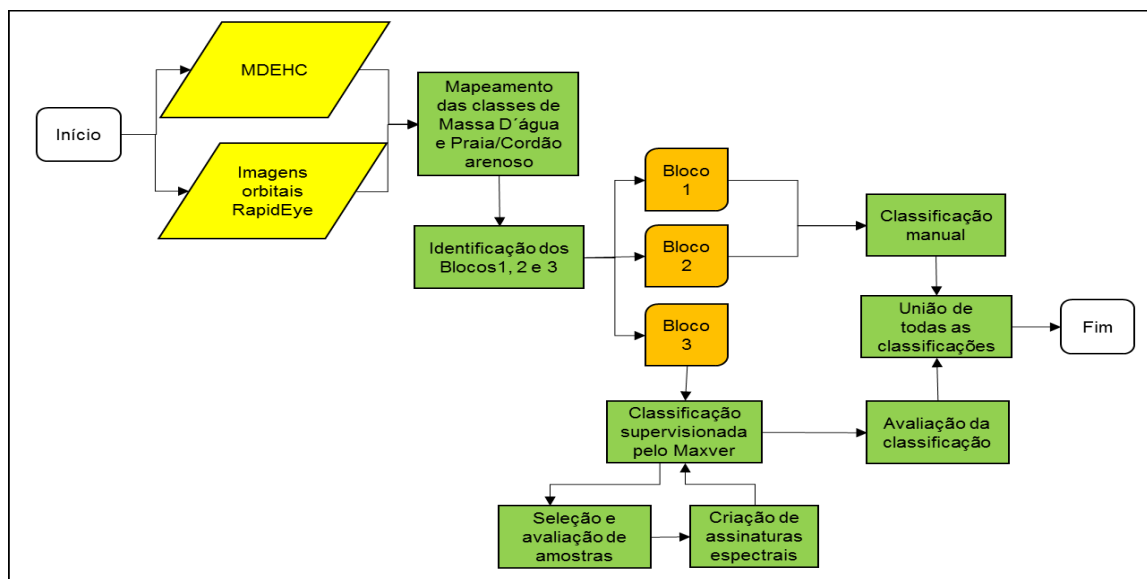 Início
MDEHC
Imagens
orbitais
RapidEye
Mapeamento
das classes de
Massa D´água
e Praia/Cordão
arenoso
Identificação dos
Blocos1, 2 e 3
Bloco
1
Bloco
2
Bloco
3
Classificação
manual
União de
todas as
classificações
Fim
Classificação
supervisionada
pelo Maxver
Avaliação da
classificação
Seleção e
avaliação de
amostras
Criação de
assinaturas
espectrais